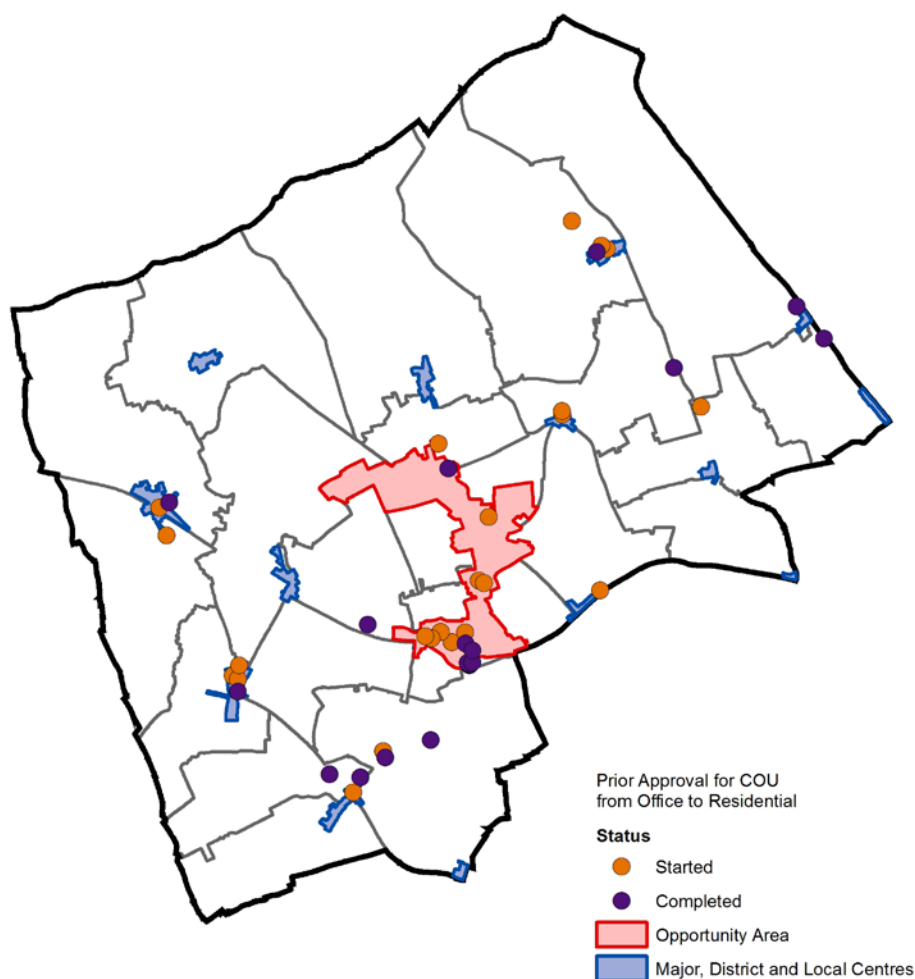 Prior Approval for COU
from Office to Residential
Status
Started
Completed
Opportunity Area
Major, District and Local Centres